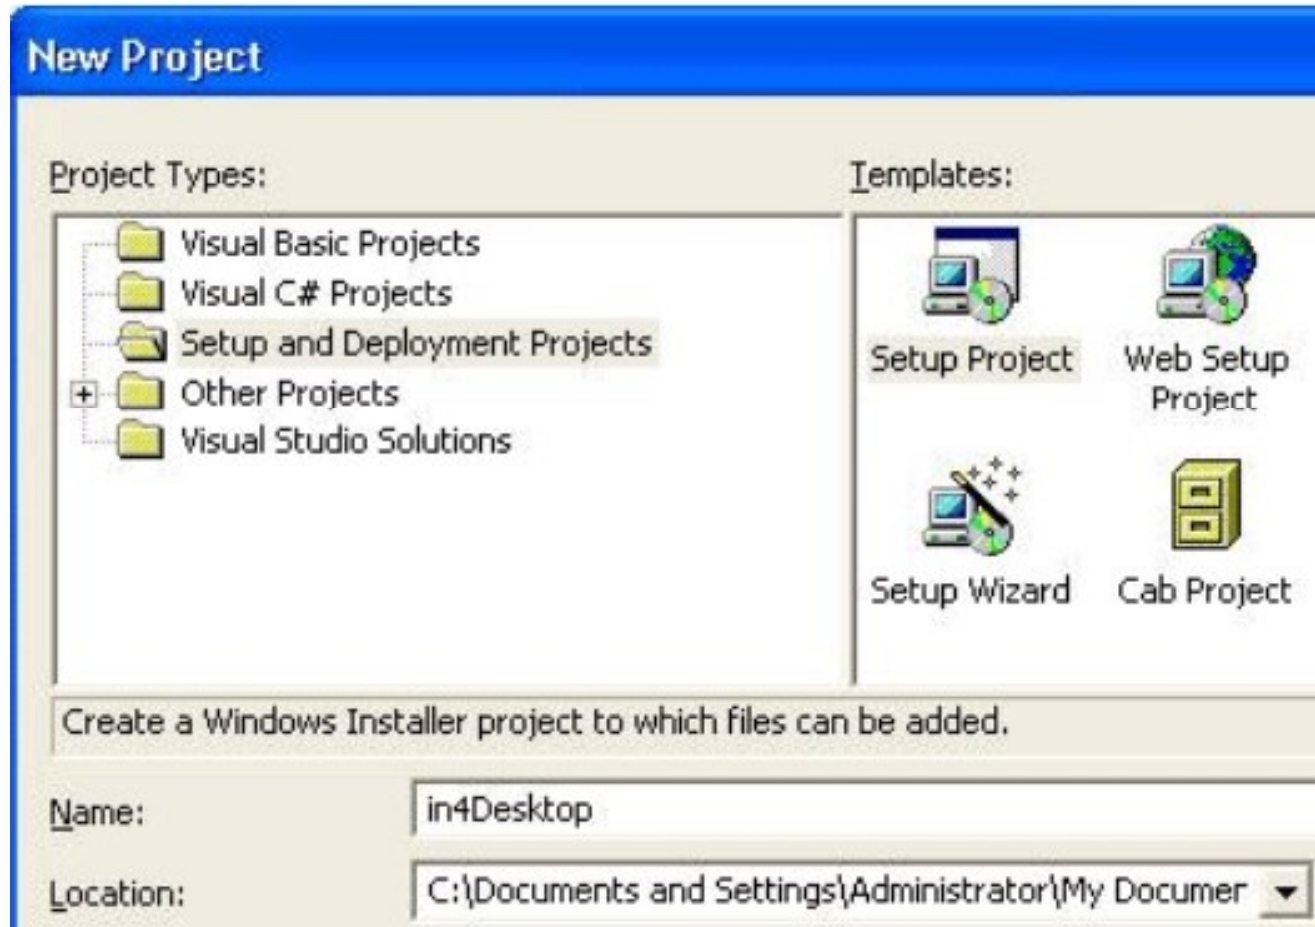 New Project
Project Types:
Templates:
Visual Basic Projects
Visual C# Projects
Setup and Deployment Projects
Other Projects
Visual Studio Solutions
Setup Project
Web Setup
Project
Setup Wizard
Cab Project
Create a Windows Installer project to which files can be added.
Name:
in4Desktop
Location:
C:\Documents and Settings\Administrator\My Documer